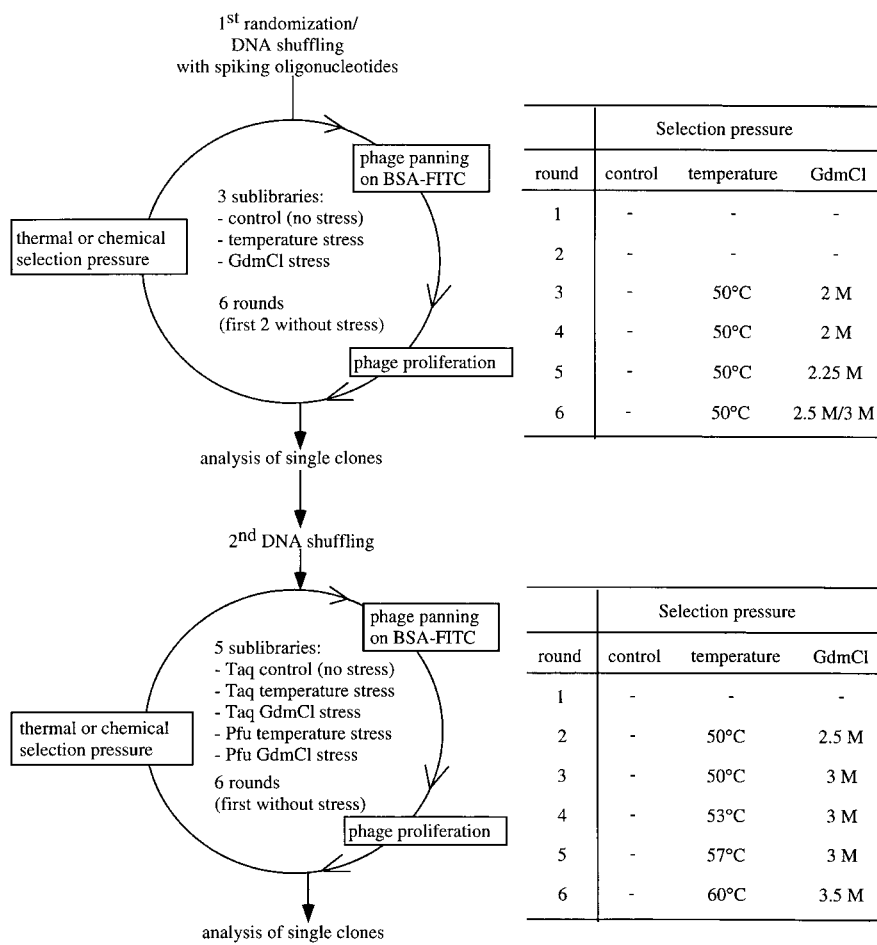 1st randomization/
DNA shuffling
with spiking oligonucleotides
phage panning
on BSA-FITC
3 sublibraries:
- control (no stress)
- temperature stress
- GdmCl stress
thermal or chemical
selection pressure
6 rounds
(first 2 without stress)
phage proliferation
analysis of single clones
Selection pressure
round control temperature GdmCl
1 - - -
2 - - -
3 - 50°C 2 M
4 - 50°C 2 M
5 - 50°C 2.25 M
6 - 50°C 2.5 M/3 M
2nd DNA shuffling
phage panning
on BSA-FITC
5 sublibraries:
- Taq control (no stress)
- Taq temperature stress
- Taq GdmCl stress
- Pfu temperature stress
- Pfu GdmCl stress
thermal or chemical
selection pressure
6 rounds
(first without stress)
phage proliferation
analysis of single clones
Selection pressure
round control temperature GdmCl
1 - - -
2 - 50°C 2.5 M
3 - 50°C 3 M
4 - 53°C 3 M
5 - 57°C 3 M
6 - 60°C 3.5 M